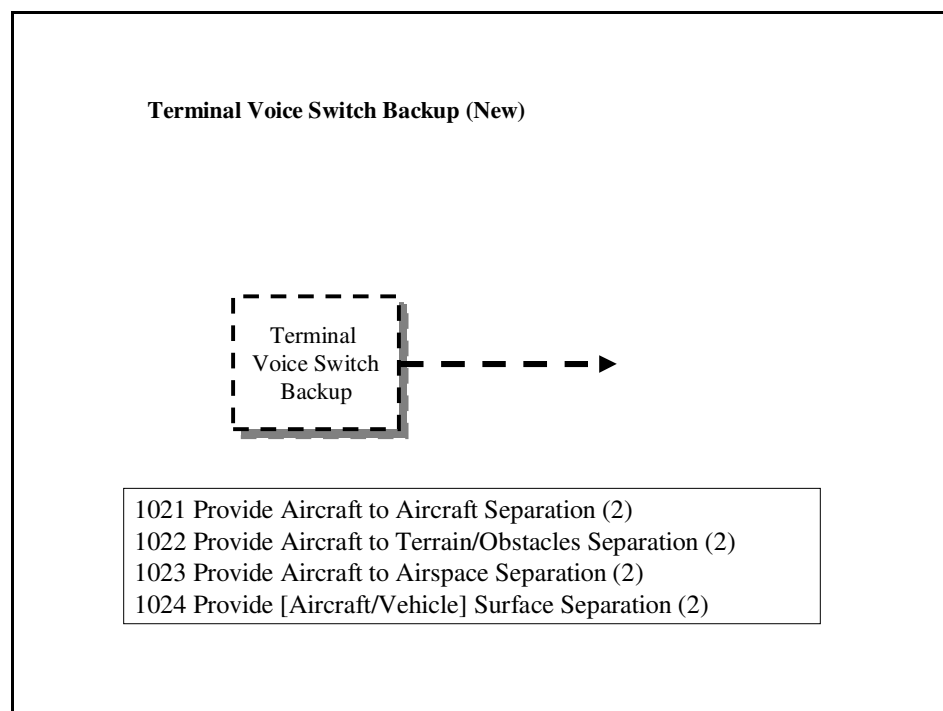 Terminal Voice Switch Backup (New)
Terminal
Voice Switch
Backup
1021 Provide Aircraft to Aircraft Separation (2)
1022 Provide Aircraft to Terrain/Obstacles Separation (2)
1023 Provide Aircraft to Airspace Separation (2)
1024 Provide [Aircraft/Vehicle] Surface Separation (2)